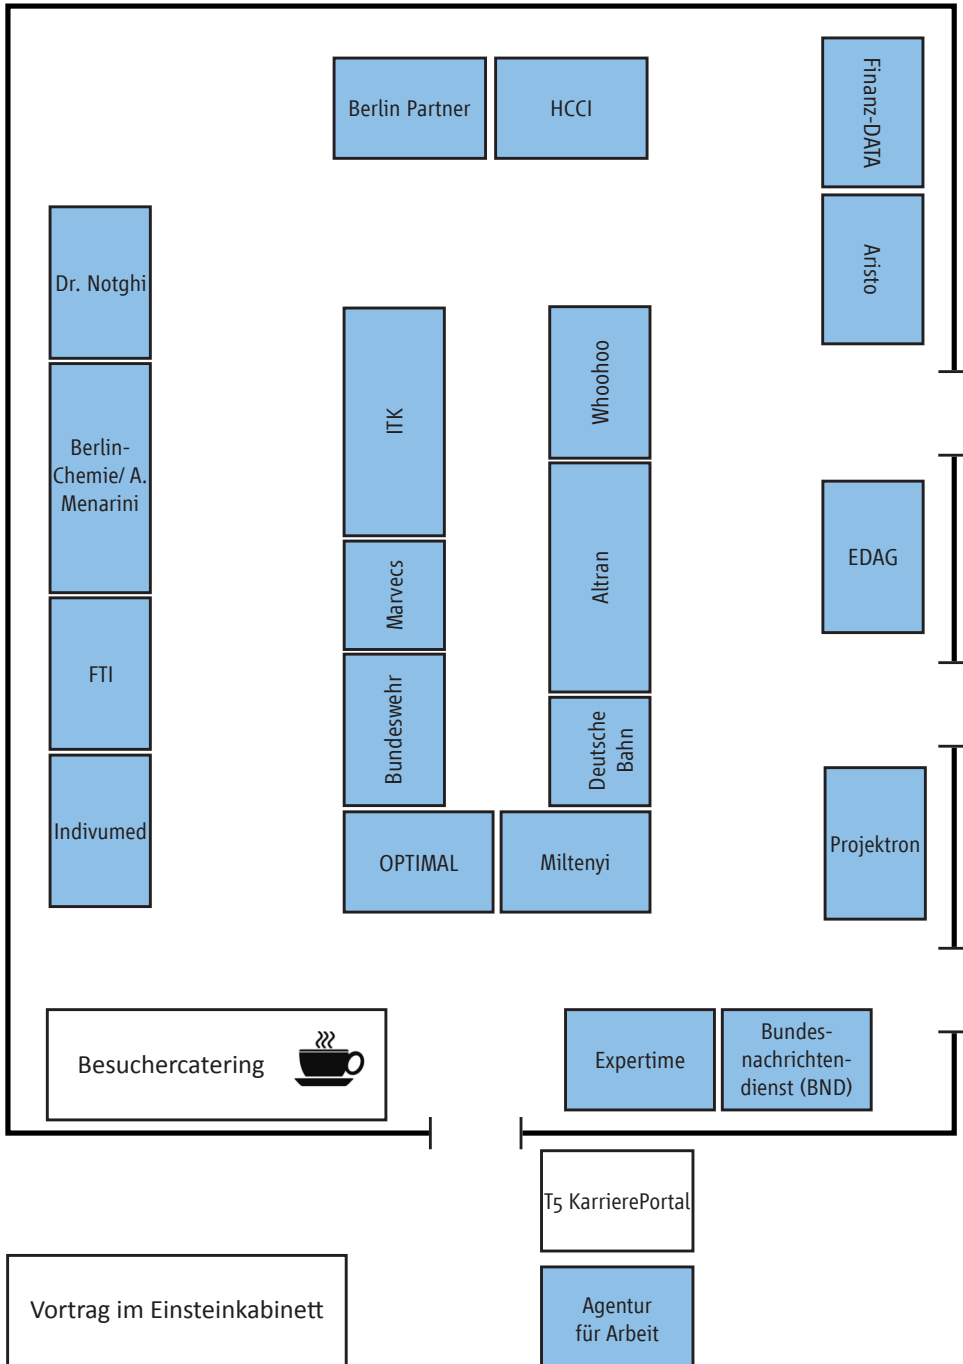 Berlin Partner
HCCI
Finanz-DATA
Aristo
Dr. Notghi
Berlin-
Chemie/ A.
Menarini
FTI
Indivumed
ITK
Marvecs
Bundeswehr
OPTIMAL
Whoohoo
Altran
Deutsche
Bahn
Miltenyi
EDAG
Projektron
Besuchercatering
Expertime
Bundes-
nachrichten-
dienst (BND)
T5 KarrierePortal
Vortrag im Einsteinkabinett
Agentur
für Arbeit